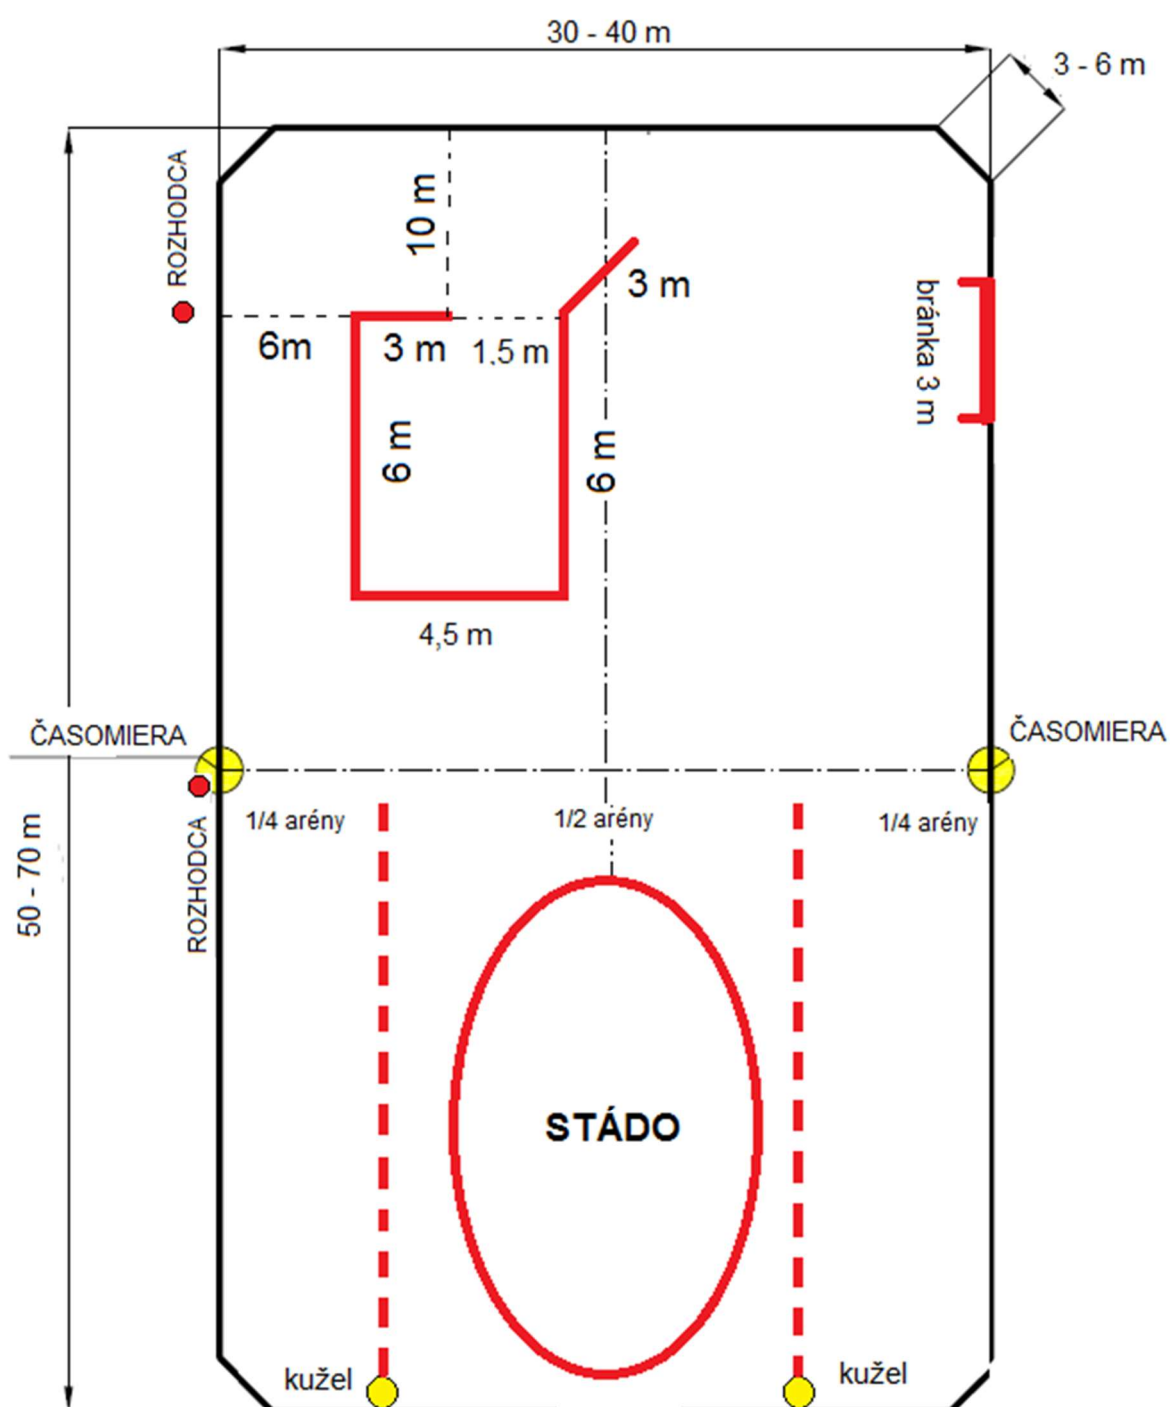 30 - 40 m
3 - 6 m
ROZHODCA
10 m
3 m
6m
3 m
1.5 m
bránka 3 m
6 m
6 m
4,5 m
ČASOMIERA
ČASOMIERA
1/4 arény
1/2 arény
1/4 arény
50 - 70 m
ROZHODCA
STÁDO
kužel
kužel